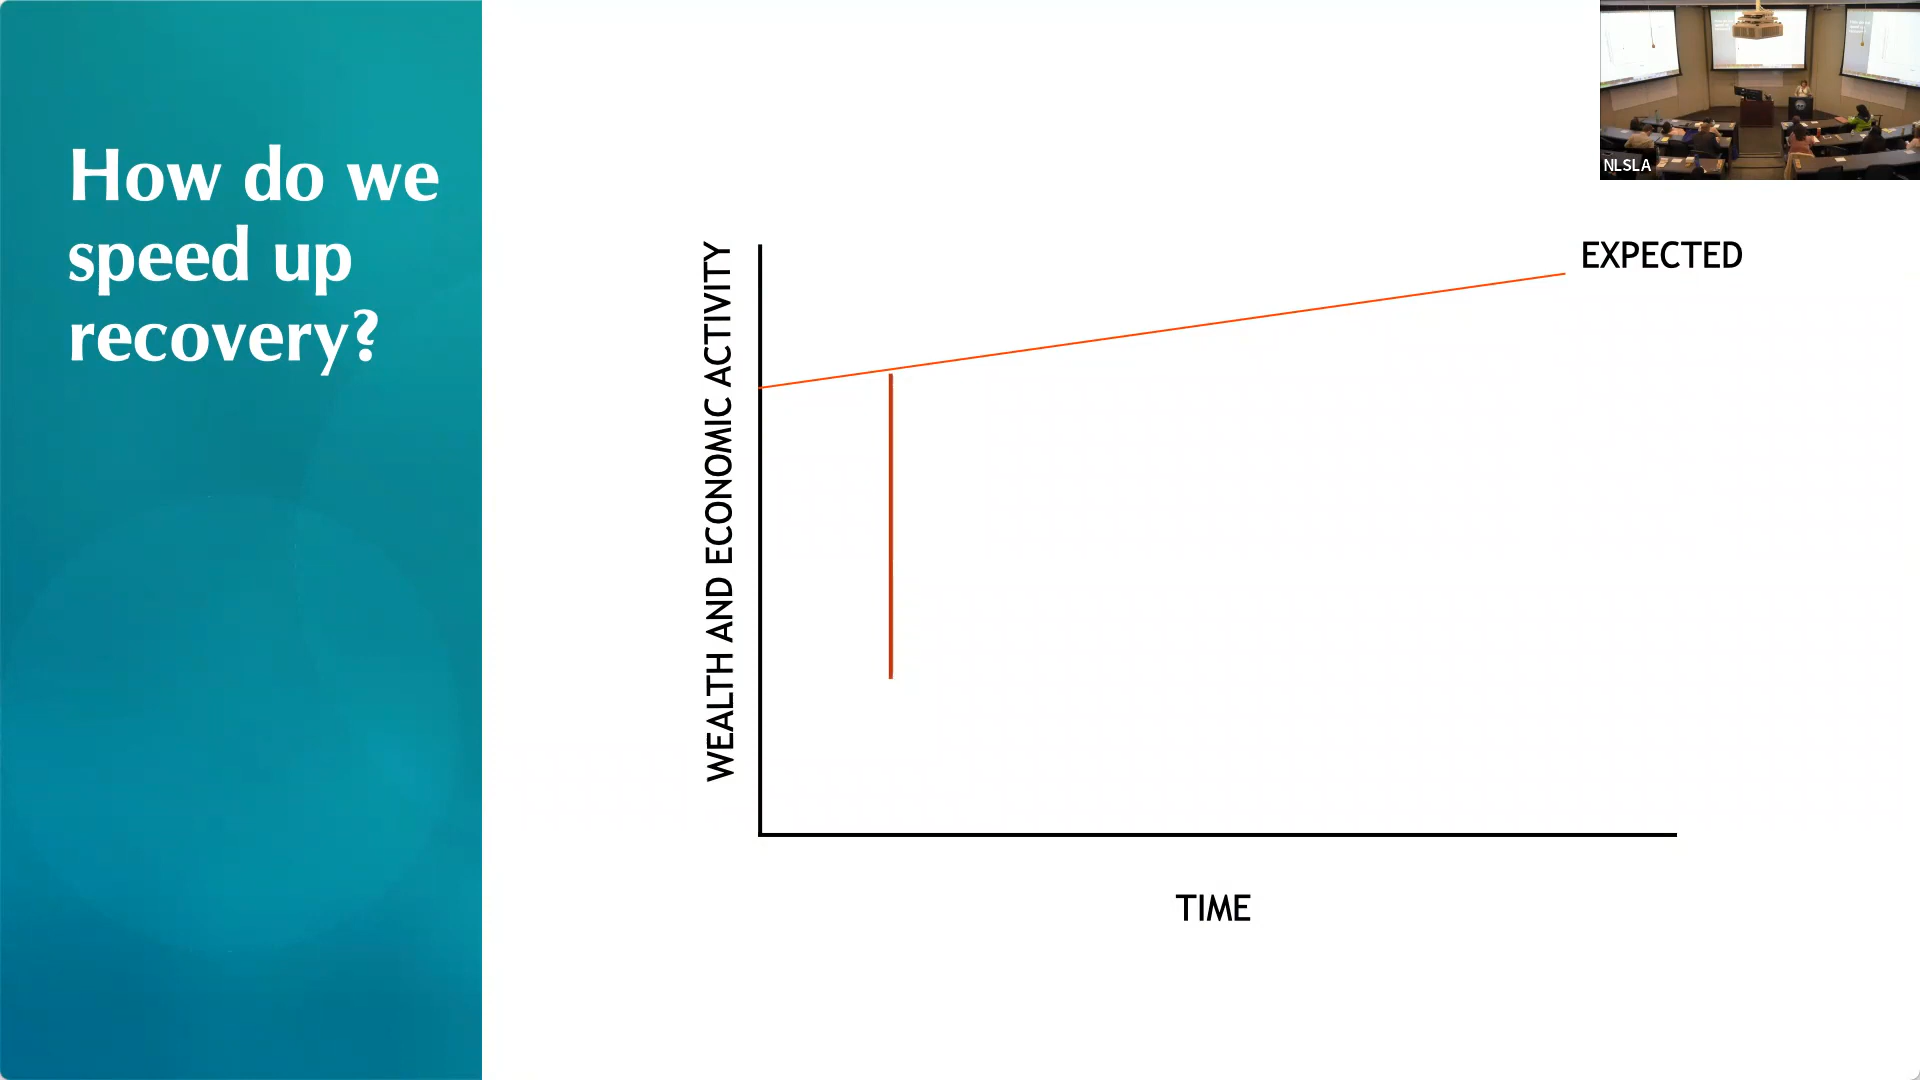 How do we
speed up
recovery?
NLSLA
EXPECTED
WEALTH AND ECONOMIC ACTIVITY
TIME